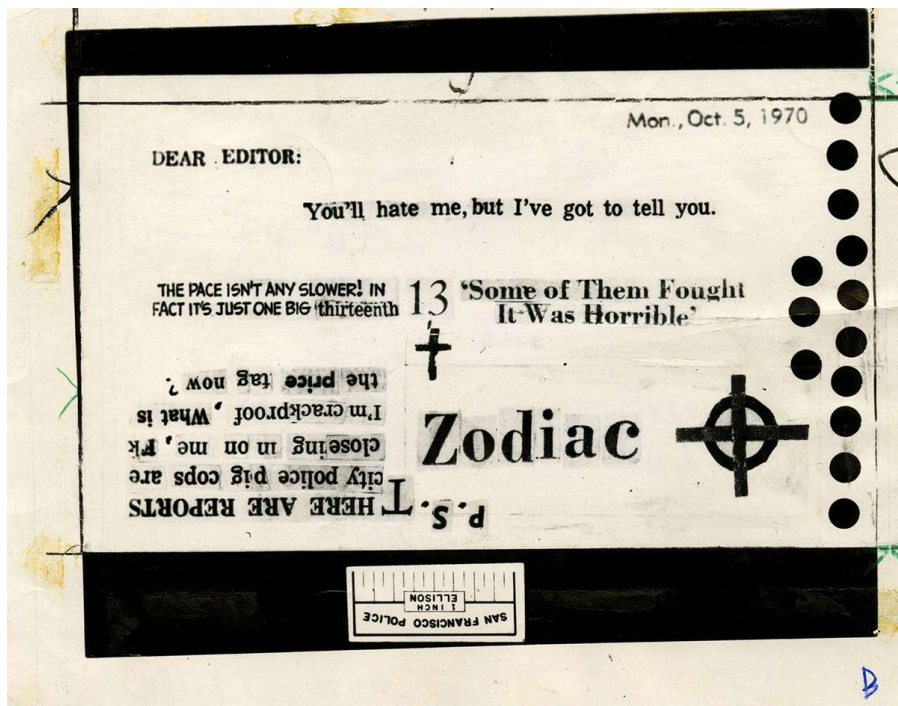 Mon., Oct. 5, 1970
DEAR EDITOR:
You'll hate me, but I've got to tell you.
THE PACE ISN'T ANY SLOWER! IN
FACT IT'S JUST ONE BIG thirteenth
13
'Some of Them Fought
It Was Horrible'
Zodiac
P.S. THERE ARE REPORTS
city police pig cops are
closeing in on me, Fk
I'm crackproof, What is
the price tag now?
SAN FRANCISCO POLICE
1 INCH
ELLISON
B